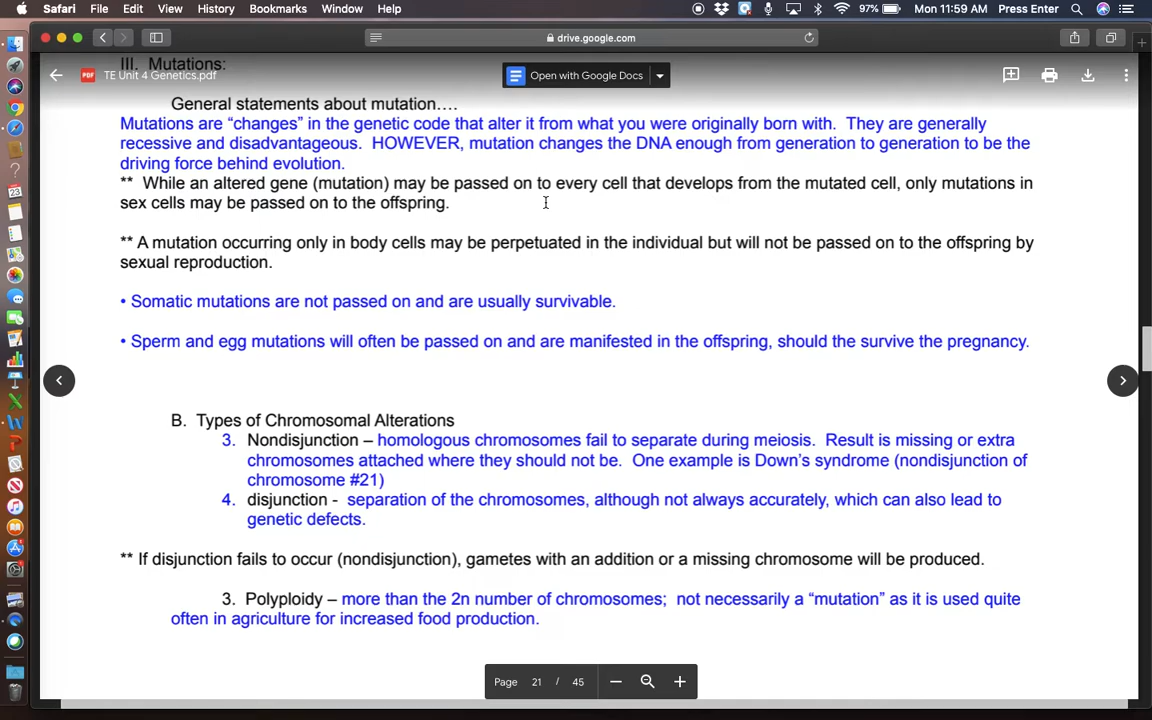 Safari File Edit View History Bookmarks Window Help 97% Mon 11:59 AM Press Enter
drive.google.com
III. Mutations:
PDF TE Unit 4 Genetics.pdf
Open with Google Docs
General statements about mutation….
Mutations are “changes” in the genetic code that alter it from what you were originally born with. They are generally
recessive and disadvantageous. HOWEVER, mutation changes the DNA enough from generation to generation to be the
driving force behind evolution.
** While an altered gene (mutation) may be passed on to every cell that develops from the mutated cell, only mutations in
sex cells may be passed on to the offspring.
** A mutation occurring only in body cells may be perpetuated in the individual but will not be passed on to the offspring by
sexual reproduction.
• Somatic mutations are not passed on and are usually survivable.
• Sperm and egg mutations will often be passed on and are manifested in the offspring, should the survive the pregnancy.
B. Types of Chromosomal Alterations
3. Nondisjunction – homologous chromosomes fail to separate during meiosis. Result is missing or extra
chromosomes attached where they should not be. One example is Down’s syndrome (nondisjunction of
chromosome #21)
4. disjunction - separation of the chromosomes, although not always accurately, which can also lead to
genetic defects.
** If disjunction fails to occur (nondisjunction), gametes with an addition or a missing chromosome will be produced.
3. Polyploidy – more than the 2n number of chromosomes; not necessarily a “mutation” as it is used quite
often in agriculture for increased food production.
Page 21 / 45